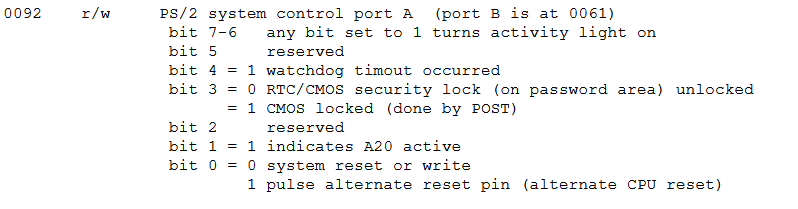 0092 r/w PS/2 system control port A (port B is at 0061)
bit 7-6 any bit set to 1 turns activity light on
bit 5 reserved
bit 4 = 1 watchdog timout occurred
bit 3 = 0 RTC/CMOS security lock (on password area) unlocked
= 1 CMOS locked (done by POST)
bit 2 reserved
bit 1 = 1 indicates A20 active
bit 0 = 0 system reset or write
1 pulse alternate reset pin (alternate CPU reset)